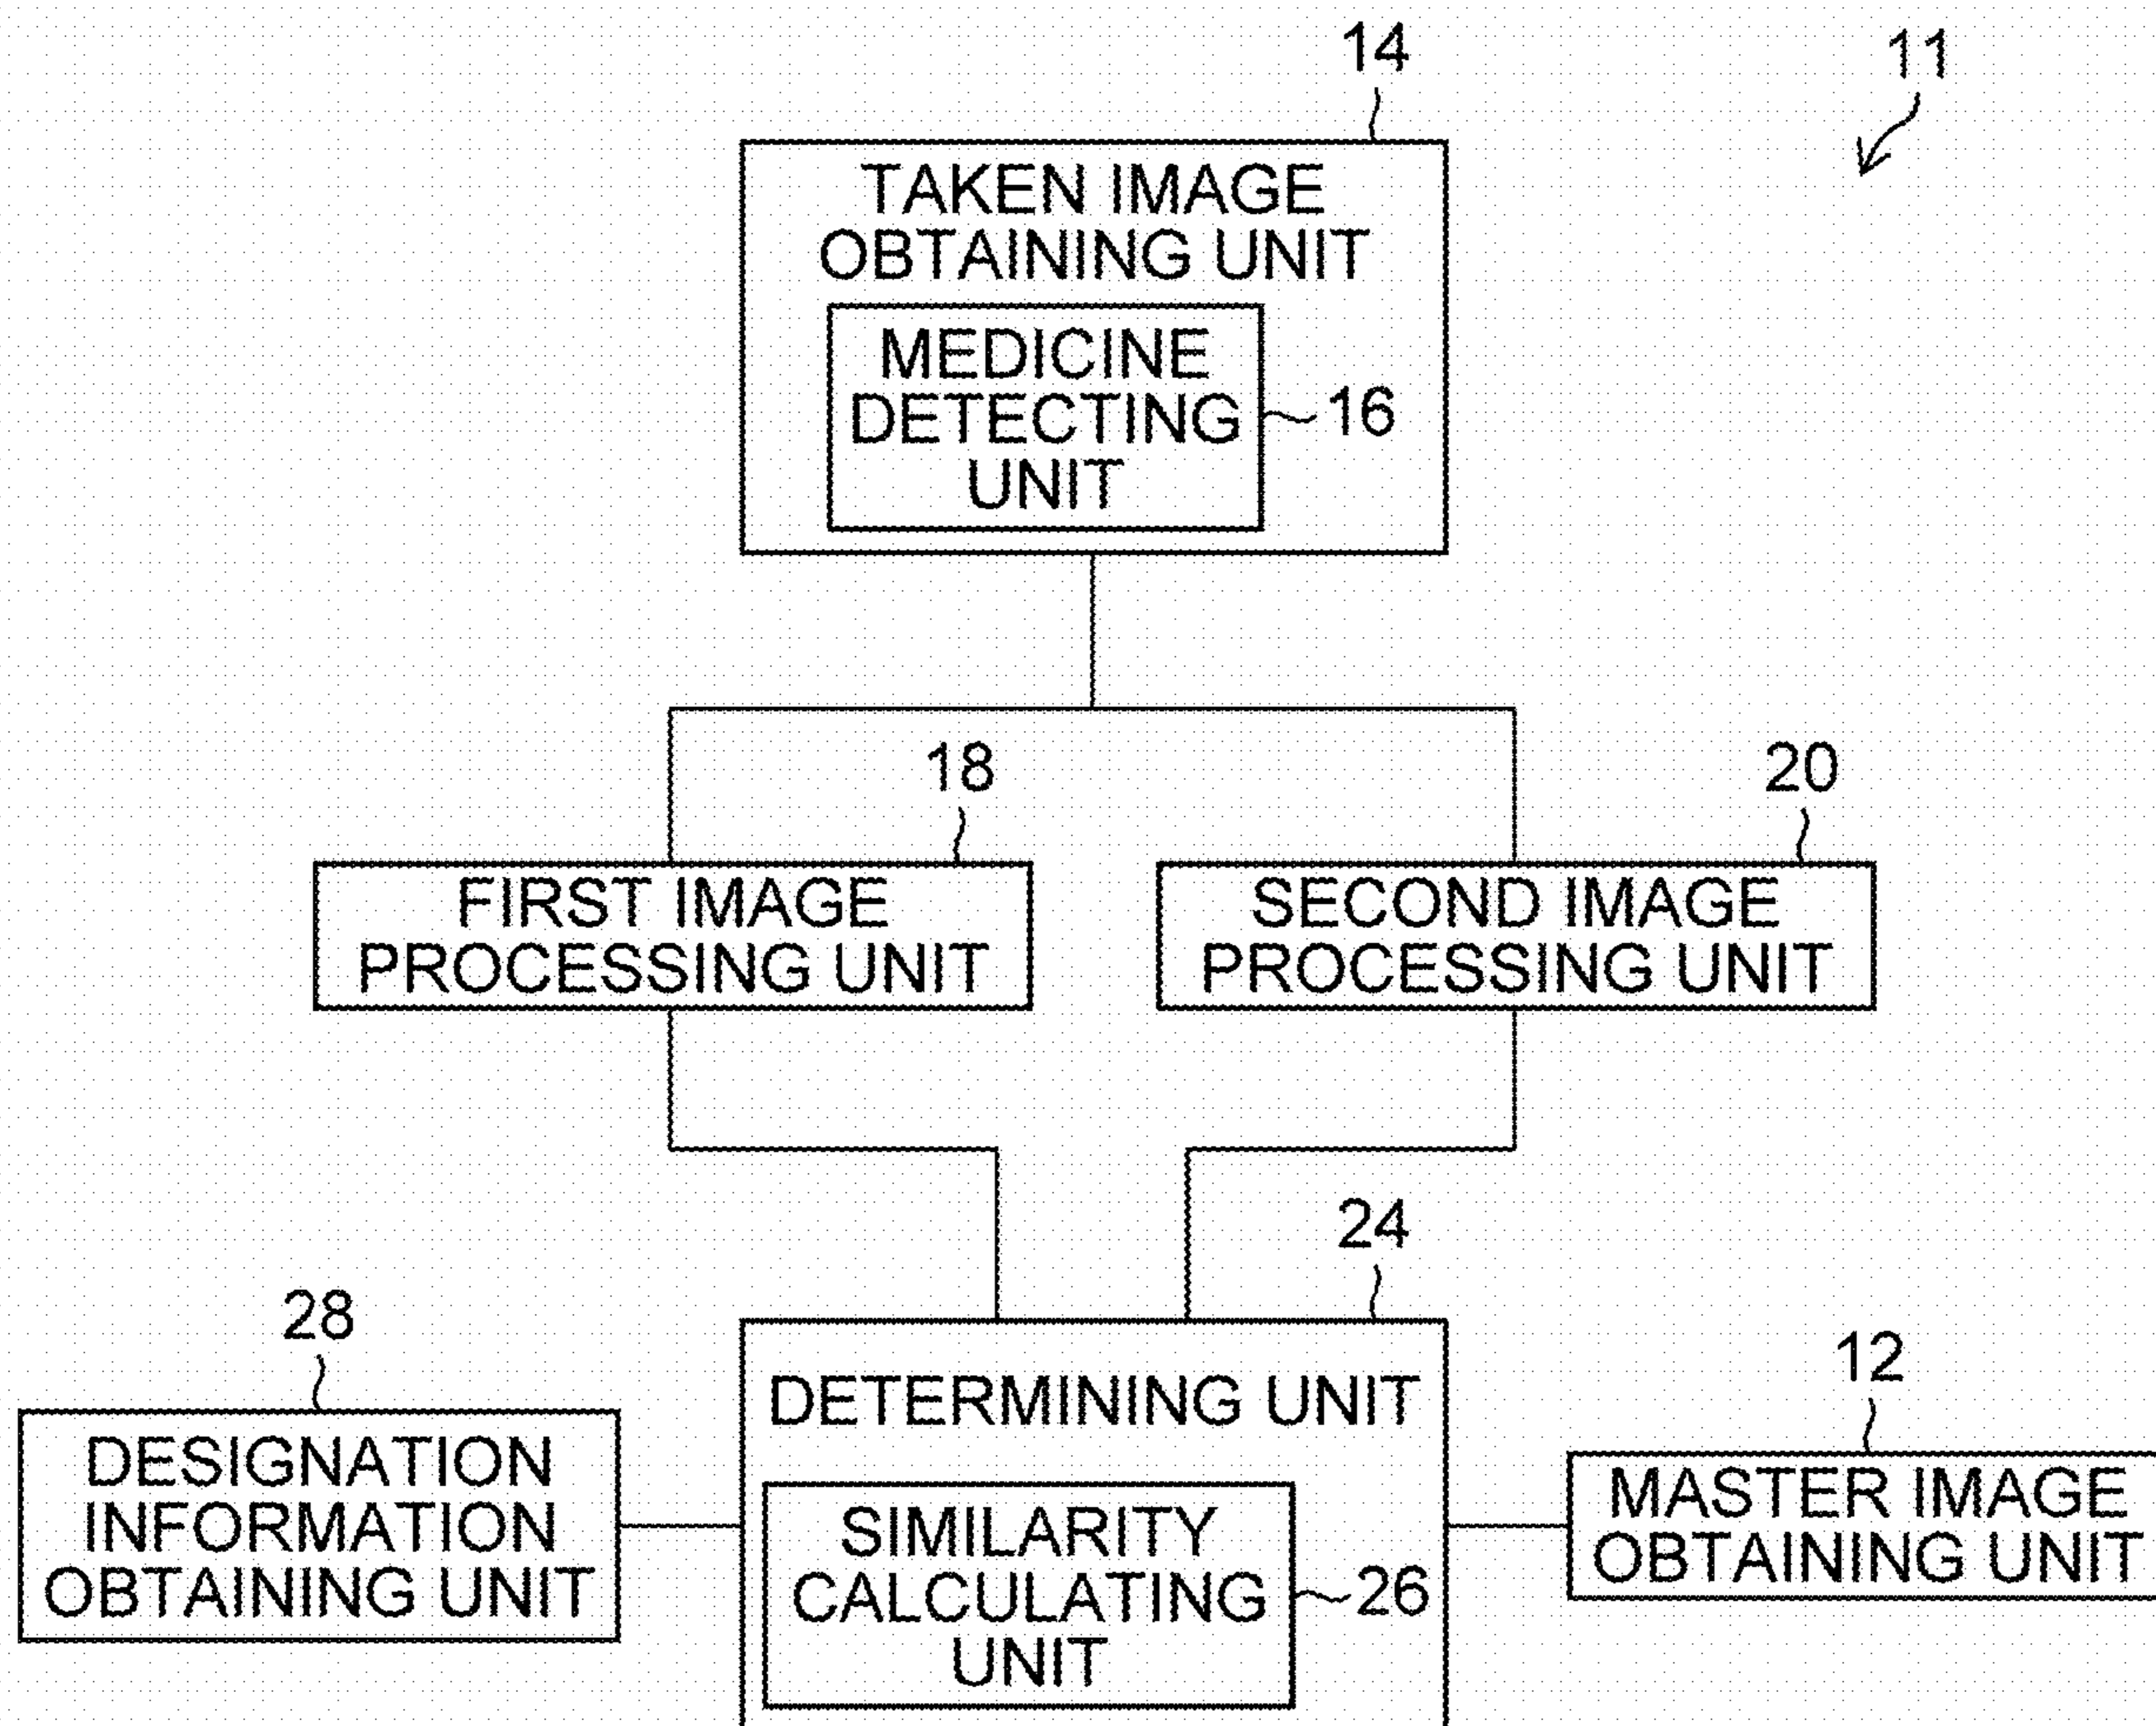 14
11
TAKEN IMAGE
OBTAINING UNIT
MEDICINE
DETECTING
UNIT
16
18
20
FIRST IMAGE
PROCESSING UNIT
SECOND IMAGE
PROCESSING UNIT
24
28
12
DETERMINING UNIT
DESIGNATION
INFORMATION
OBTAINING UNIT
SIMILARITY
CALCULATING
UNIT
26
MASTER IMAGE
OBTAINING UNIT